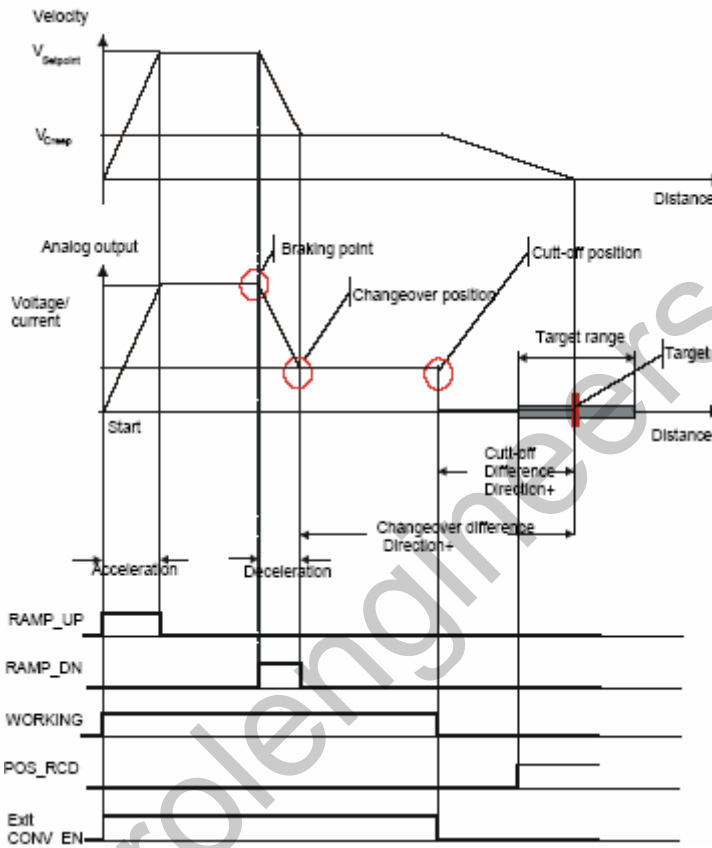 Velocity
VSetpoint
VCreep
Distance
Analog output
Braking point
Cutt-off position
Voltage/
current
Changeover position
Target range
Target
Start
Distance
Cutt-off
Difference
Direction+
Changeover difference
Direction+
Acceleration
Deceleration
RAMP_UP
RAMP_DN
WORKING
POS_RCD
Exit
CONV_EN
rolengineers